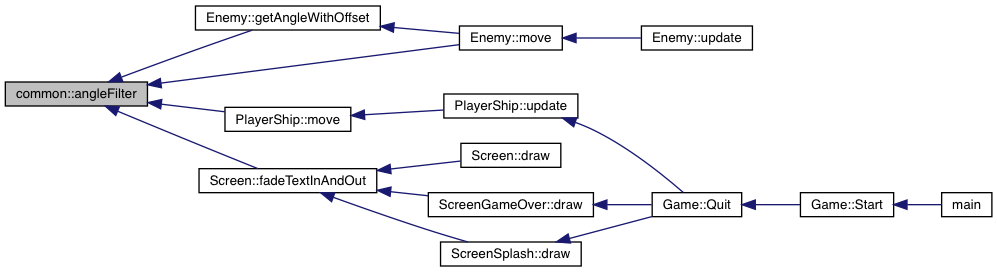 Enemy::getAngleWithOffset
Enemy::move
Enemy::update
common::angleFilter
PlayerShip::update
PlayerShip::move
Screen::draw
Screen::fadeTextInAndOut
ScreenGameOver::draw
Game::Quit
Game::Start
main
ScreenSplash::draw